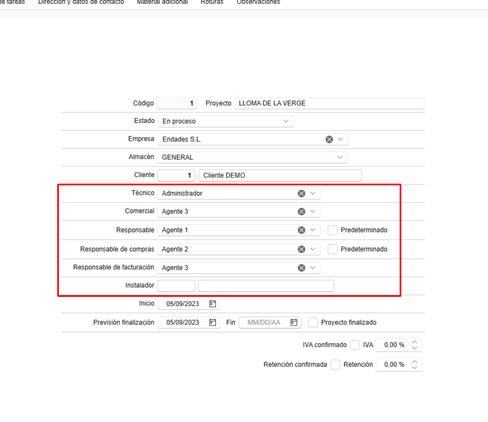 de tareas Dirección y datos de contacto Material adicional Roturas Observaciones
Código 1 Proyecto LLOMA DE LA VERGE
Estado En proceso
Empresa Endades S.L.
Almacén GENERAL
Cliente 1 Cliente DEMO
Técnico Administrador
Comercial Agente 3
Responsable Agente 1 Predeterminado
Responsable de compras Agente 2 Predeterminado
Responsable de facturación Agente 3
Instalador
Inicio 05/09/2023
Previsión finalización 05/09/2023 Fin MM/DD/AA Proyecto finalizado
IVA confirmado IVA 0,00 %
Retención confirmada Retención 0,00 %